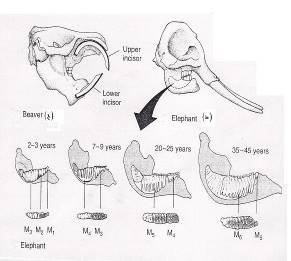 Upper
incisor
Lower
incisor
Beaver
Elephant
2–3 years
7–9 years
20–25 years
35–45 years
M₃ M₂ M₁
M₄ M₃
M₅ M₄
M₆ M₅
Elephant